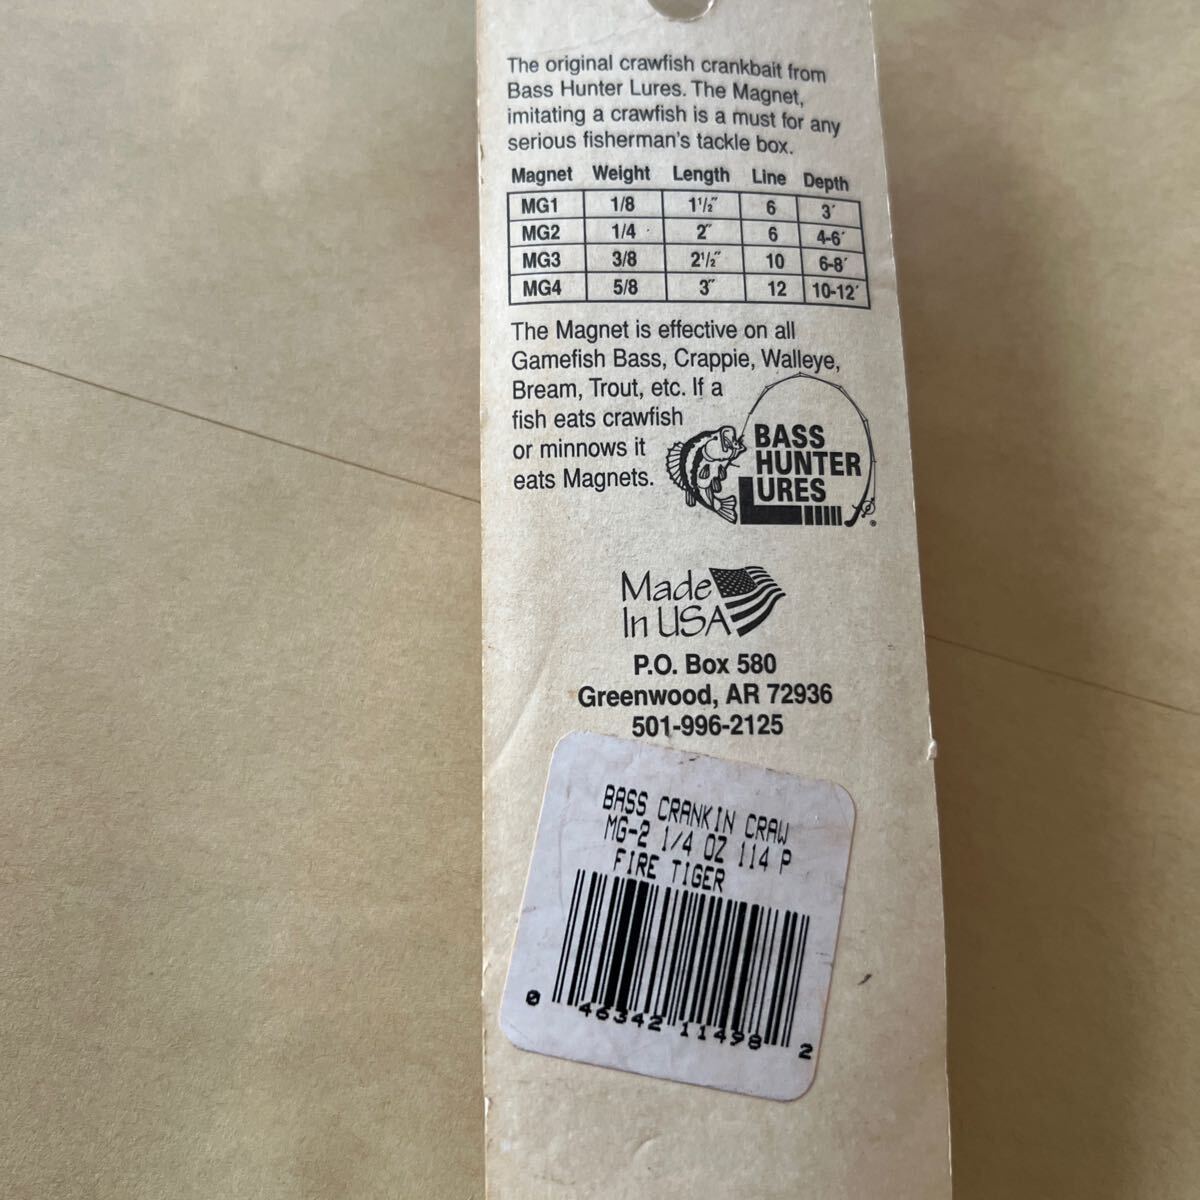 The original crawfish crankbait from
Bass Hunter Lures. The Magnet,
imitating a crawfish is a must for any
serious fisherman's tackle box.
Magnet Weight Length Line Depth
MG1 1/8 1 1/2″ 6 3′
MG2 1/4 2″ 6 4-6′
MG3 3/8 2 1/2″ 10 6-8′
MG4 5/8 3″ 12 10-12′
The Magnet is effective on all
Gamefish Bass, Crappie, Walleye,
Bream, Trout, etc. If a
fish eats crawfish
or minnows it
eats Magnets.
BASS
HUNTER
LURES
®
Made
In USA
P.O. Box 580
Greenwood, AR 72936
501-996-2125
BASS CRANKIN CRAW
MG-2 1/4 OZ 114 P
FIRE TIGER
0 46342 11498 2